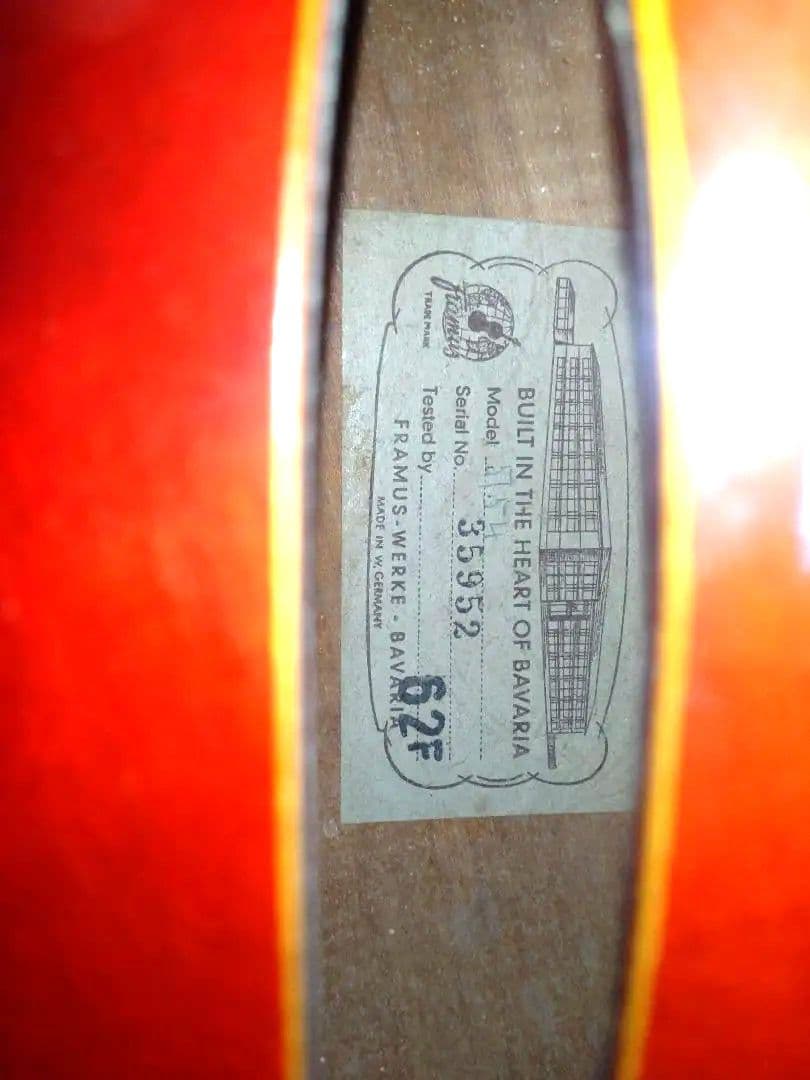 framus
TRADE MARK
BUILT IN THE HEART OF BAVARIA
Model
Serial No. 35952
Tested by
62F
FRAMUS-WERKE - BAVARIA
MADE IN W. GERMANY